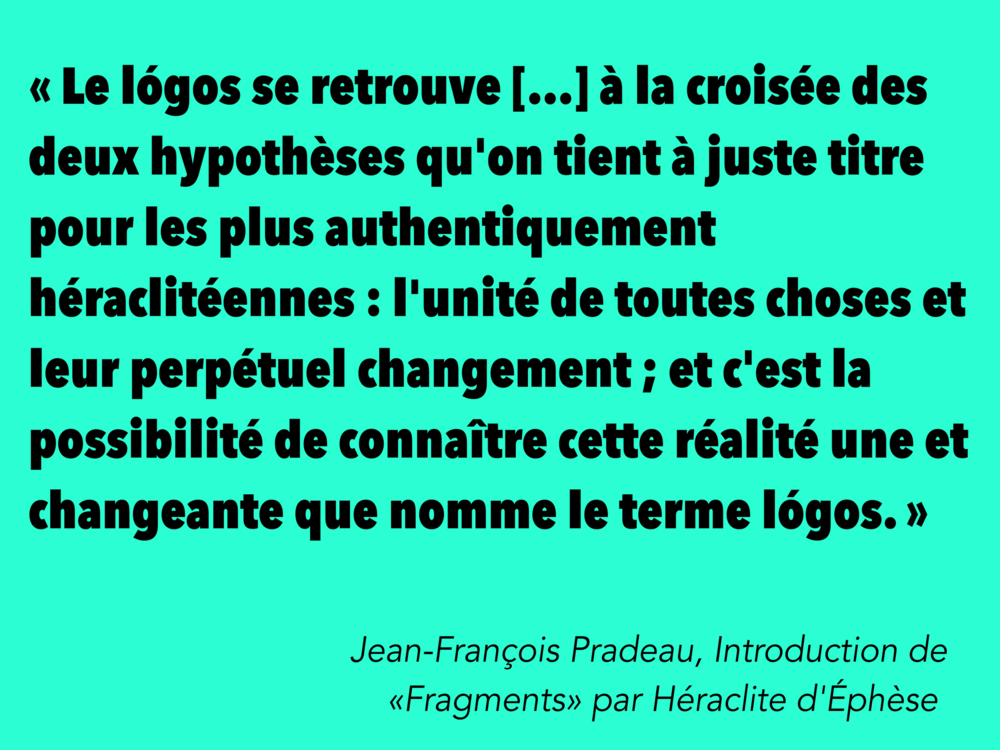 « Le lógos se retrouve [...] à la croisée des
deux hypothèses qu'on tient à juste titre
pour les plus authentiquement
héraclitéennes : l'unité de toutes choses et
leur perpétuel changement ; et c'est la
possibilité de connaître cette réalité une et
changeante que nomme le terme lógos. »
Jean-François Pradeau, Introduction de
«Fragments» par Héraclite d'Éphèse